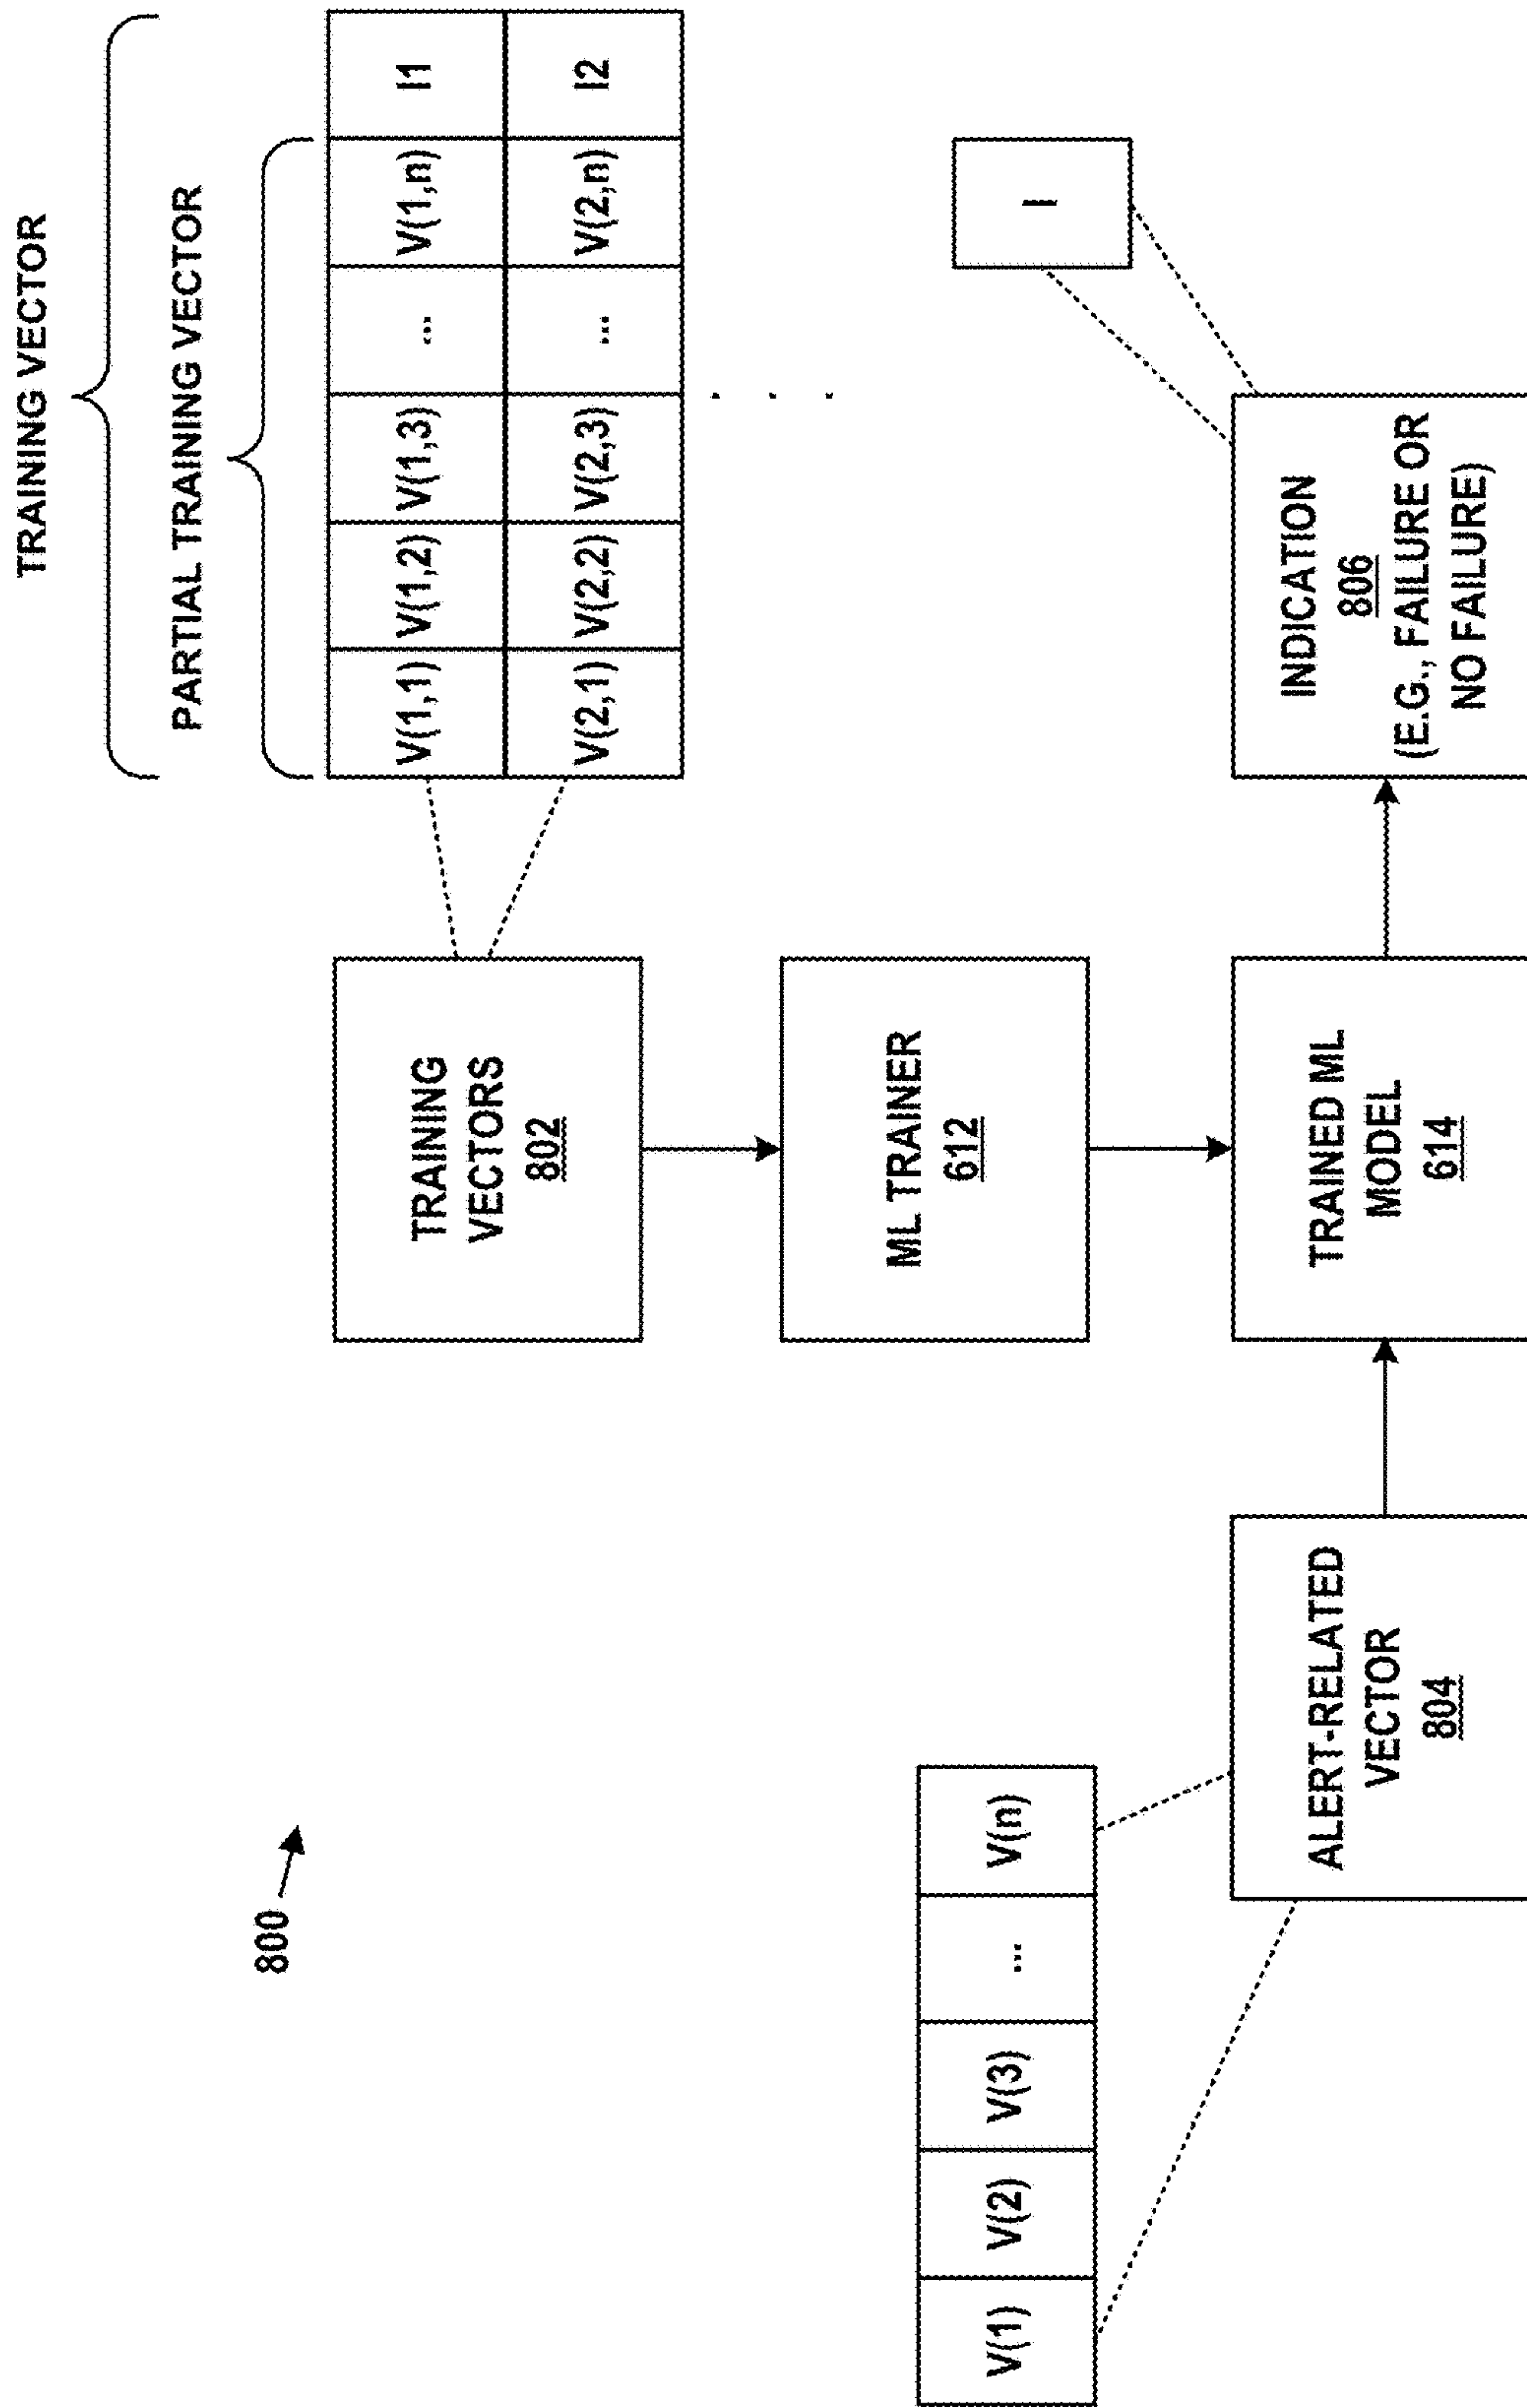 800
TRAINING VECTOR
PARTIAL TRAINING VECTOR
V(1,1) V(1,2) V(1,3) ... V(1,n) I1
V(2,1) V(2,2) V(2,3) ... V(2,n) I2
. . .
TRAINING
VECTORS
802
ML TRAINER
612
V(1) V(2) V(3) ... V(n)
I
ALERT-RELATED
VECTOR
804
TRAINED ML
MODEL
614
INDICATION
806
(E.G., FAILURE OR
NO FAILURE)